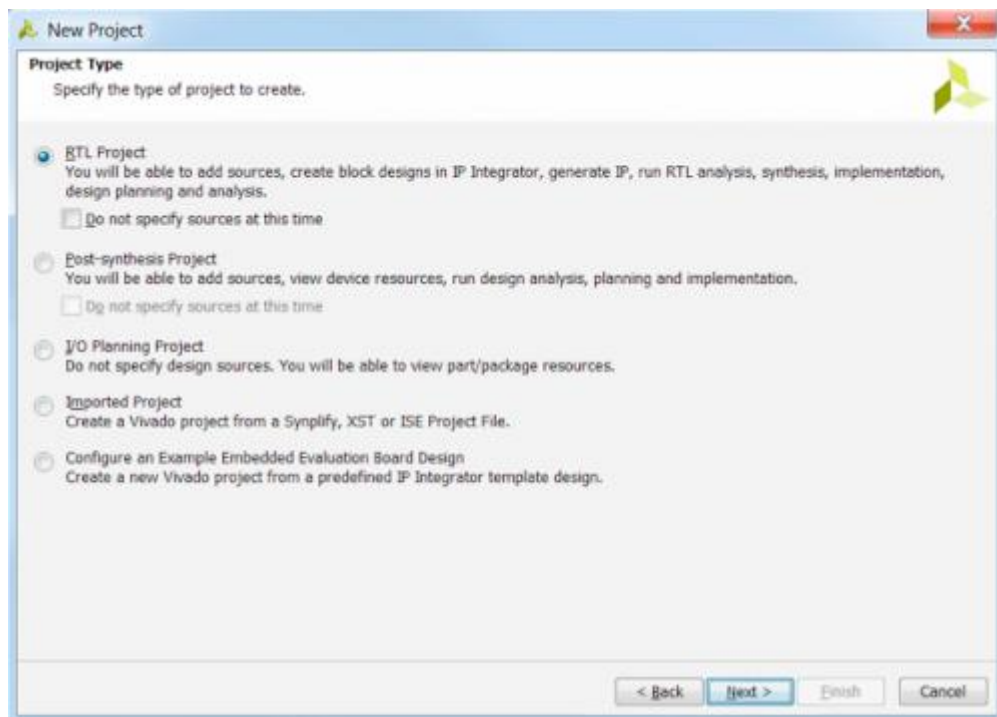 New Project
Project Type
Specify the type of project to create.
RTL Project
You will be able to add sources, create block designs in IP Integrator, generate IP, run RTL analysis, synthesis, implementation,
design planning and analysis.
Do not specify sources at this time
Post-synthesis Project
You will be able to add sources, view device resources, run design analysis, planning and implementation.
Do not specify sources at this time
I/O Planning Project
Do not specify design sources. You will be able to view part/package resources.
Imported Project
Create a Vivado project from a Synplify, XST or ISE Project File.
Configure an Example Embedded Evaluation Board Design
Create a new Vivado project from a predefined IP Integrator template design.
< Back Next > Finish Cancel